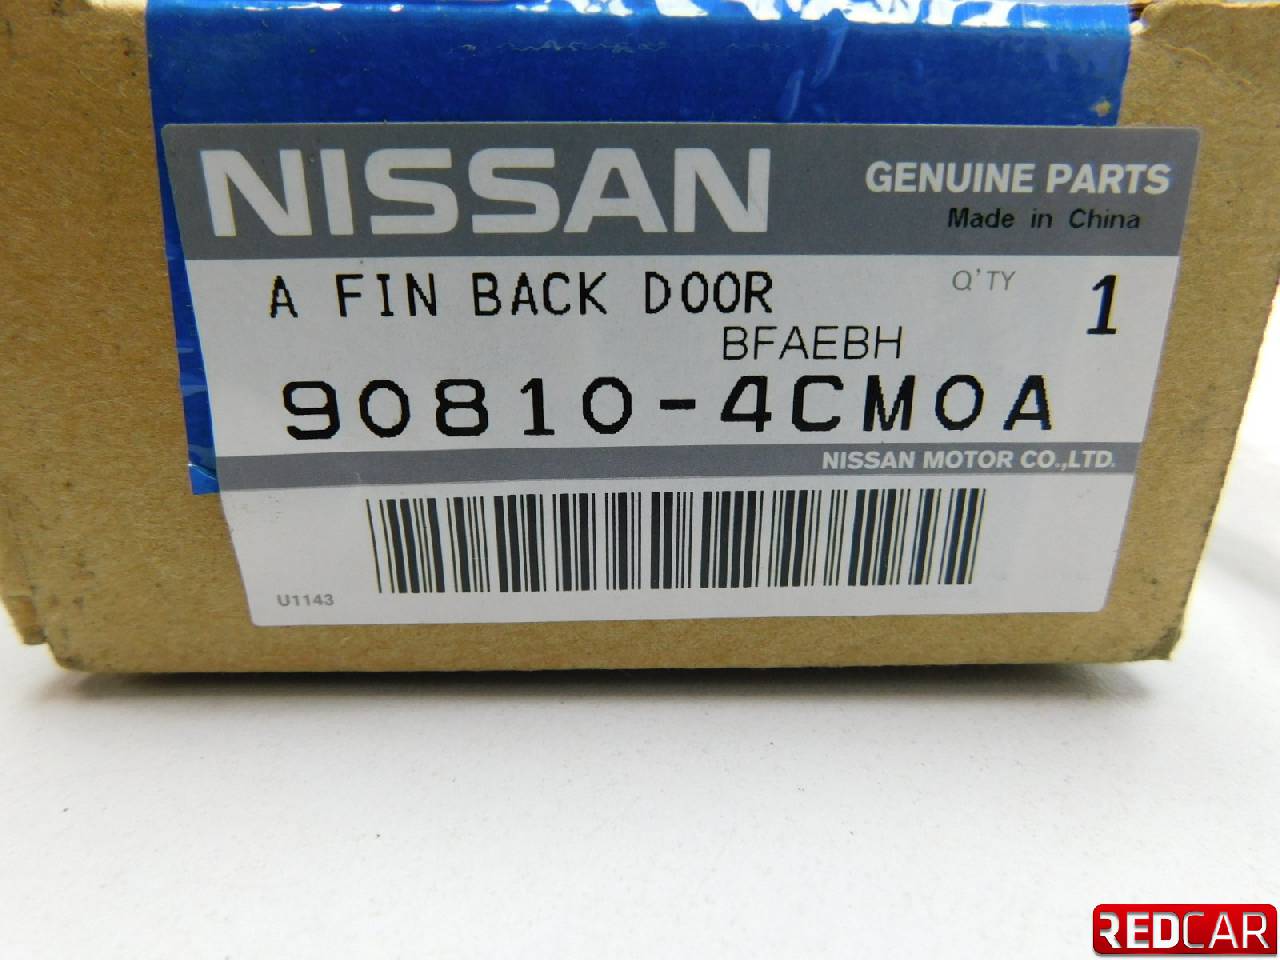 NISSAN
GENUINE PARTS
Made in China
A FIN BACK DOOR
Q'TY 1
BFAEBH
90810-4CM0A
NISSAN MOTOR CO.,LTD.
U1143
REDCAR